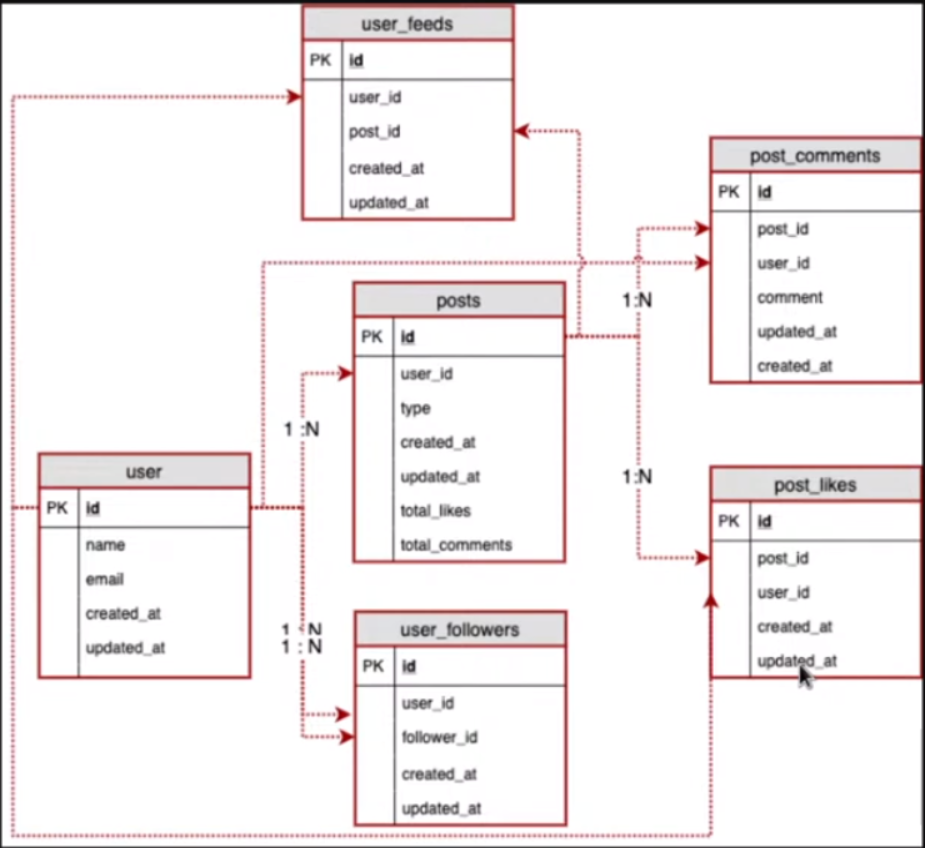 user_feeds
PK id
user_id
post_id
created_at
updated_at
post_comments
PK id
post_id
user_id
comment
updated_at
created_at
1:N
posts
PK id
user_id
type
created_at
updated_at
total_likes
total_comments
1 :N
1:N
user
PK id
name
email
created_at
updated_at
post_likes
PK id
post_id
user_id
created_at
updated_at
1 : N
1 : N
user_followers
PK id
user_id
follower_id
created_at
updated_at